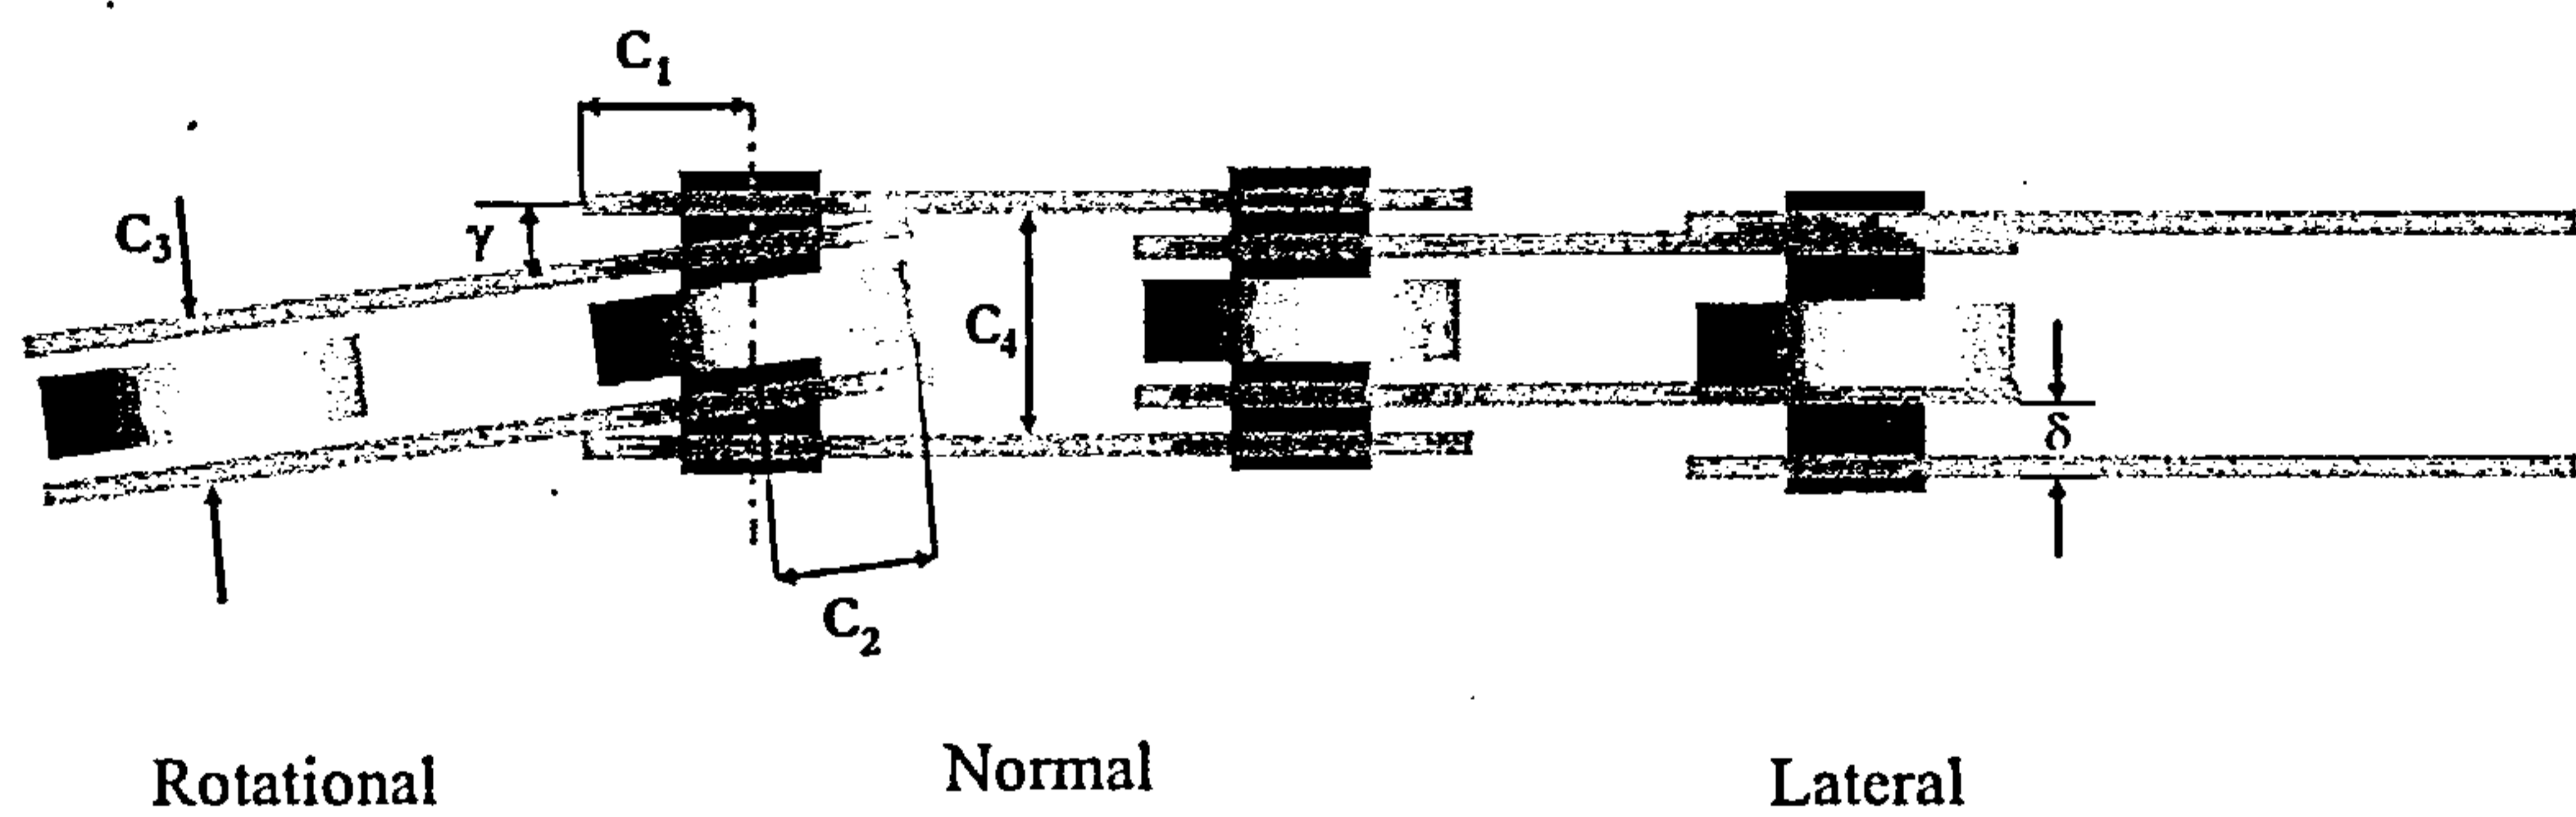 C₁
C₃
γ
C₄
δ
C₂
Rotational
Normal
Lateral